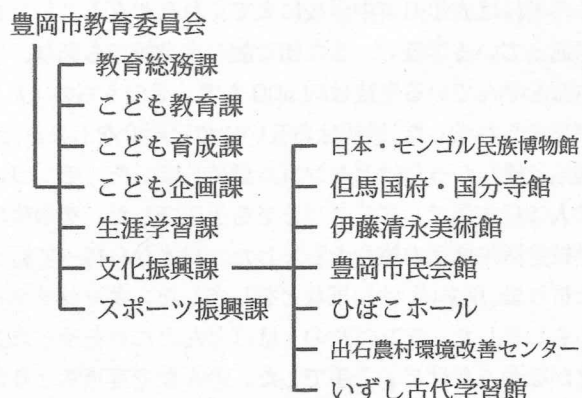 豊岡市教育委員会
教育総務課
こども教育課
こども育成課
こども企画課
生涯学習課
文化振興課
スポーツ振興課
日本・モンゴル民族博物館
但馬国府・国分寺館
伊藤清永美術館
豊岡市民会館
ひぼこホール
出石農村環境改善センター
いずし古代学習館